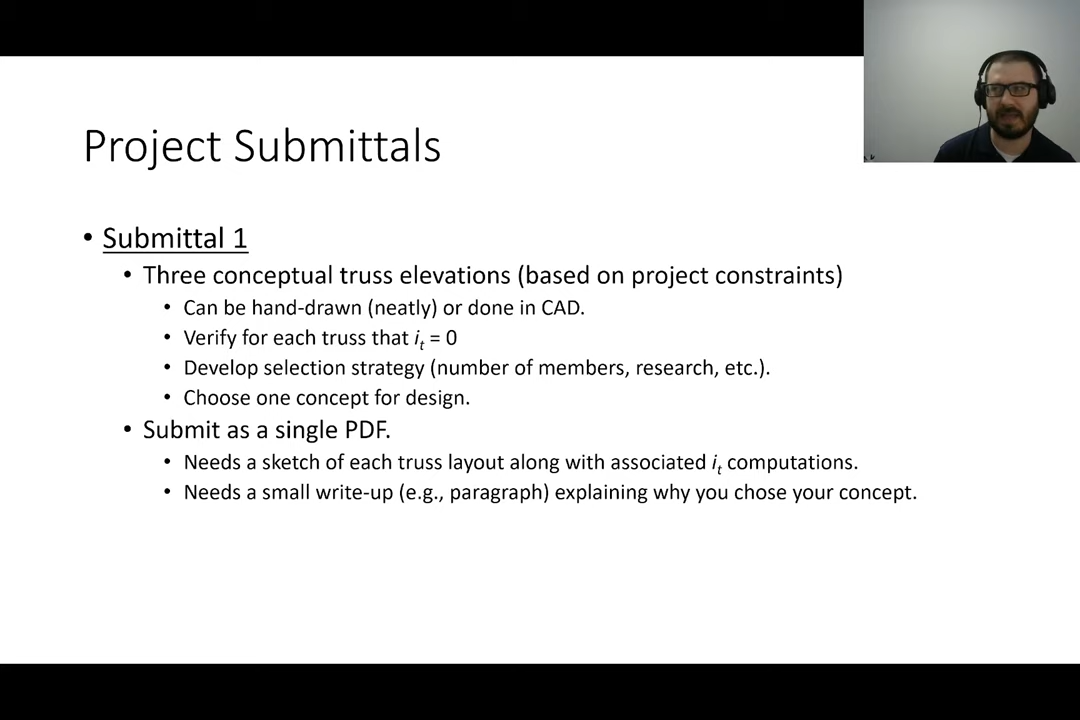 Project Submittals
• Submittal 1
• Three conceptual truss elevations (based on project constraints)
• Can be hand-drawn (neatly) or done in CAD.
• Verify for each truss that i_t = 0
• Develop selection strategy (number of members, research, etc.).
• Choose one concept for design.
• Submit as a single PDF.
• Needs a sketch of each truss layout along with associated i_t computations.
• Needs a small write-up (e.g., paragraph) explaining why you chose your concept.